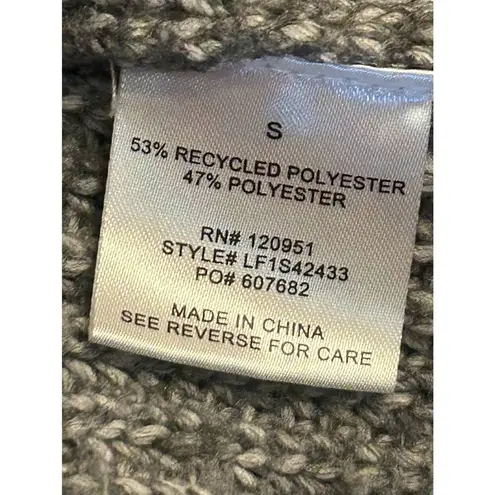 S
53% RECYCLED POLYESTER
47% POLYESTER
RN# 120951
STYLE# LF1S42433
PO# 607682
MADE IN CHINA
SEE REVERSE FOR CARE